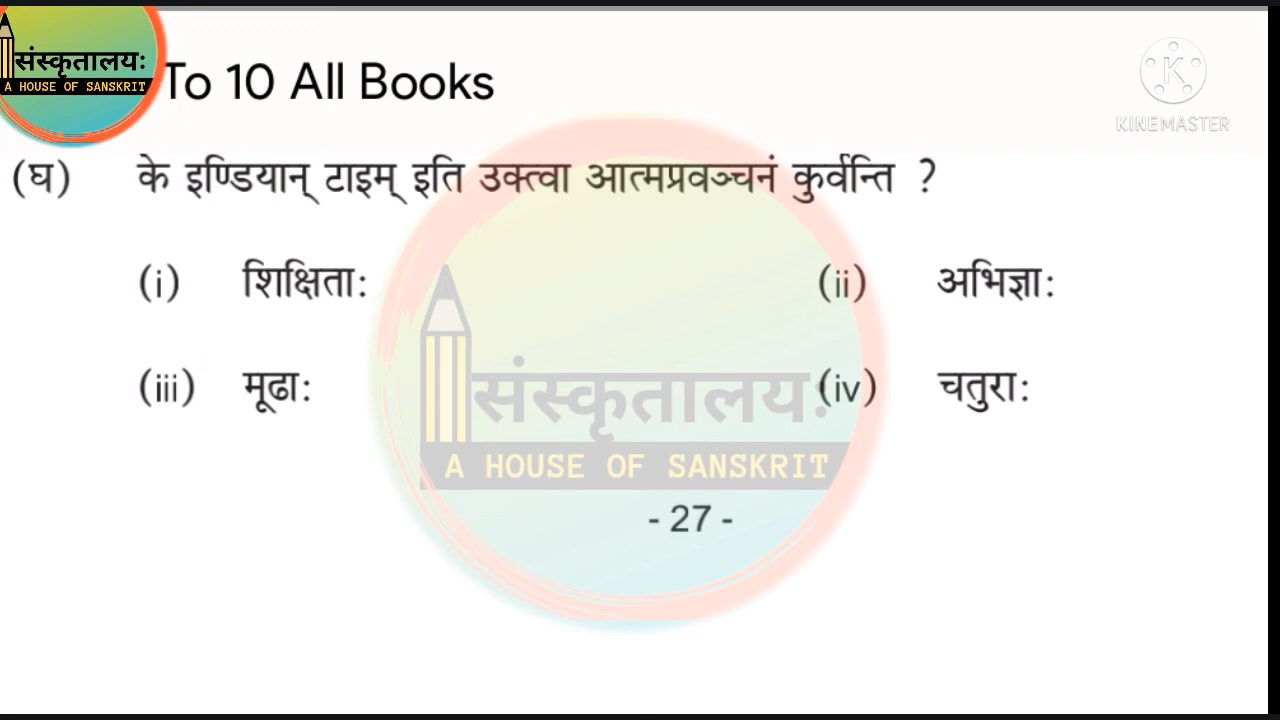 संस्कृतालयः
A HOUSE OF SANSKRIT
To 10 All Books
KINEMASTER
(घ) के इण्डियान् टाइम् इति उक्त्वा आत्मप्रवञ्चनं कुर्वन्ति ?
(i) शिक्षिताः (ii) अभिज्ञाः
(iii) मूढाः (iv) चतुराः
संस्कृतालयः
A HOUSE OF SANSKRIT
- 27 -